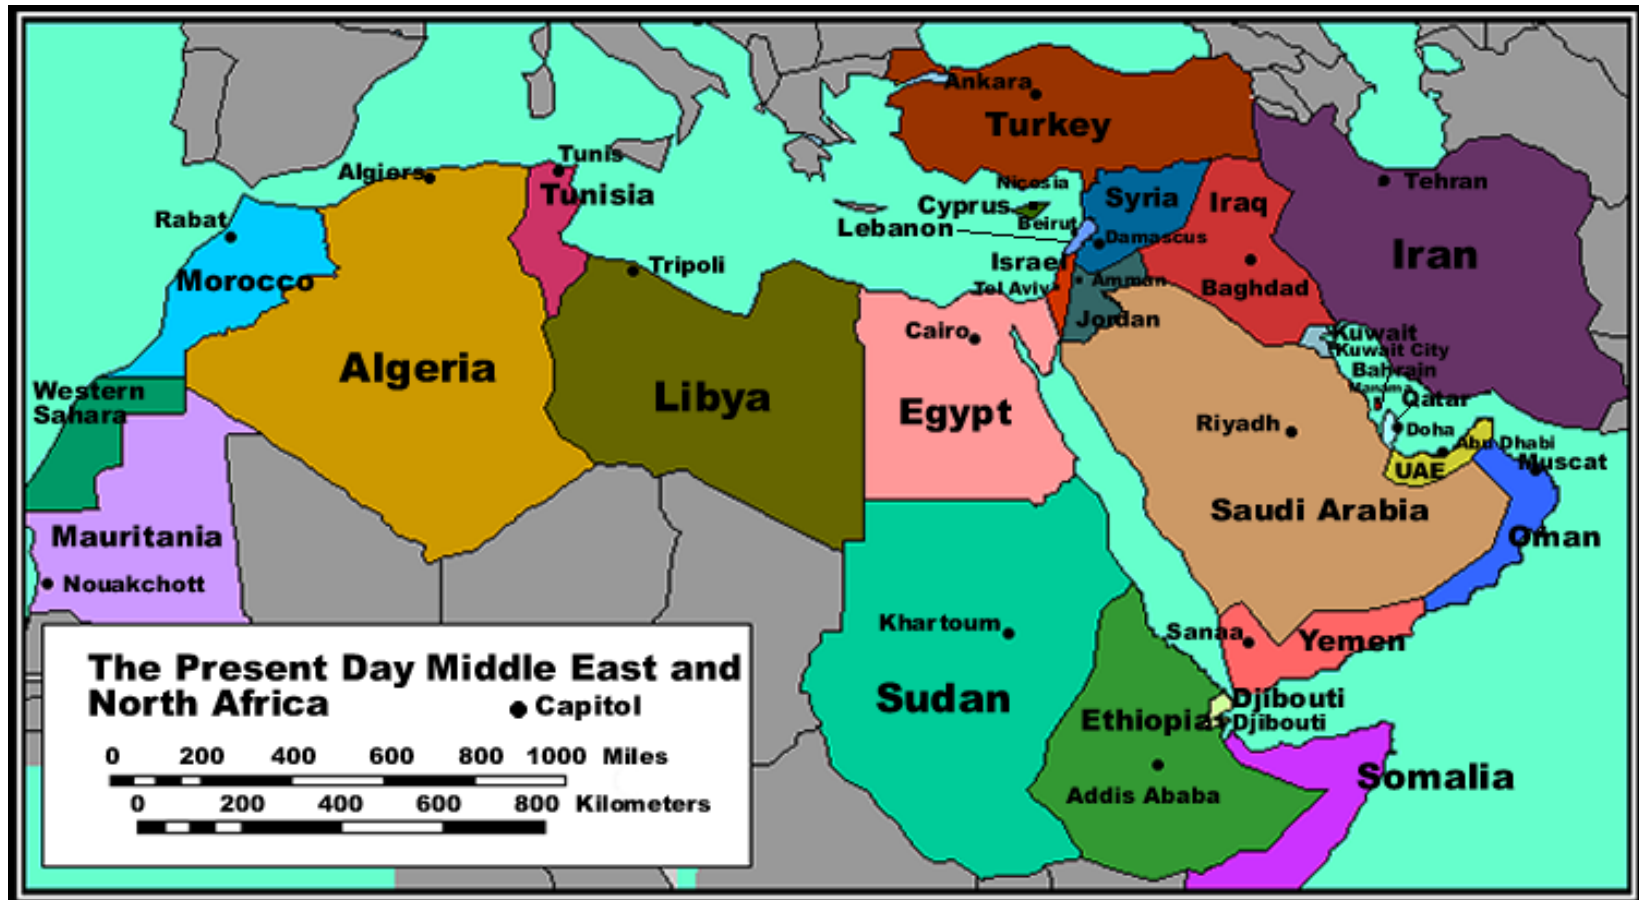 Ankara
Turkey
Tunis
Algiers
Tunisia
Tehran
Nicosia
Syria
Iraq
Cyprus
Rabat
Beirut
Lebanon
Damascus
Iran
Israel
Tripoli
Morocco
Amman
Tel Aviv
Baghdad
Jordan
Cairo
Kuwait
Kuwait City
Algeria
Bahrain
Manama
Western
Sahara
Libya
Qatar
Egypt
Riyadh
Doha
Abu Dhabi
UAE
Muscat
Saudi Arabia
Mauritania
Oman
Nouakchott
Khartoum
Sanaa
Yemen
The Present Day Middle East and
North Africa
Capitol
Sudan
Djibouti
Ethiopia
Djibouti
0 200 400 600 800 1000 Miles
Somalia
Addis Ababa
0 200 400 600 800 Kilometers